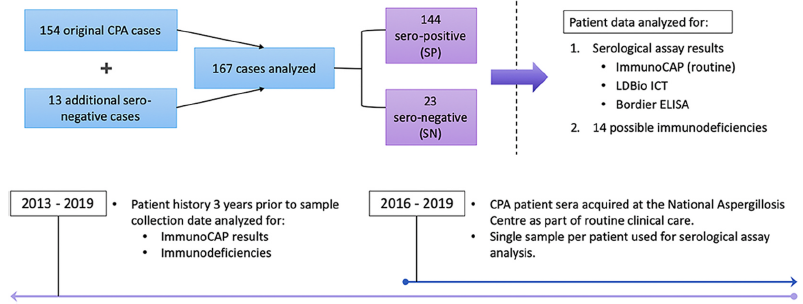 154 original CPA cases
+
13 additional sero-
negative cases
167 cases analyzed
144
sero-positive
(SP)
23
sero-negative
(SN)
Patient data analyzed for:
1. Serological assay results
• ImmunoCAP (routine)
• LDBio ICT
• Bordier ELISA
2. 14 possible immunodeficiencies
2013 - 2019
• Patient history 3 years prior to sample
collection date analyzed for:
• ImmunoCAP results
• Immunodeficiencies
2016 - 2019
• CPA patient sera acquired at the National Aspergillosis
Centre as part of routine clinical care.
• Single sample per patient used for serological assay
analysis.